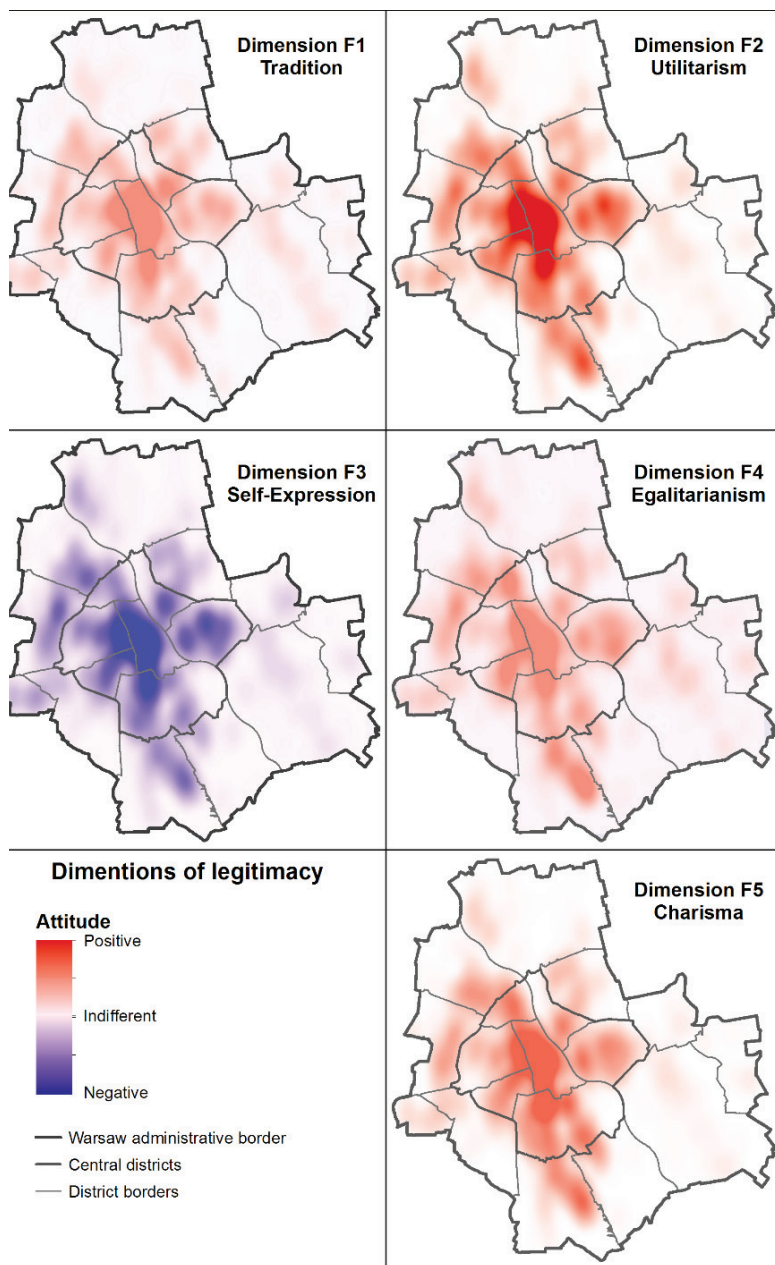 Dimension F1
Tradition
Dimension F2
Utilitarism
Dimension F3
Self-Expression
Dimension F4
Egalitarianism
Dimentions of legitimacy
Attitude
Positive
Indifferent
Negative
Warsaw administrative border
Central districts
District borders
Dimension F5
Charisma